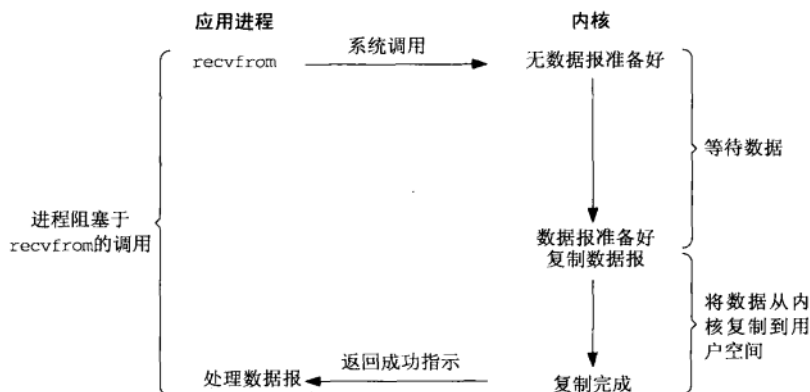 应用进程
内核
系统调用
recvfrom
无数据报准备好
等待数据
进程阻塞于
recvfrom的调用
数据报准备好
复制数据报
将数据从内
核复制到用
户空间
返回成功指示
处理数据报
复制完成